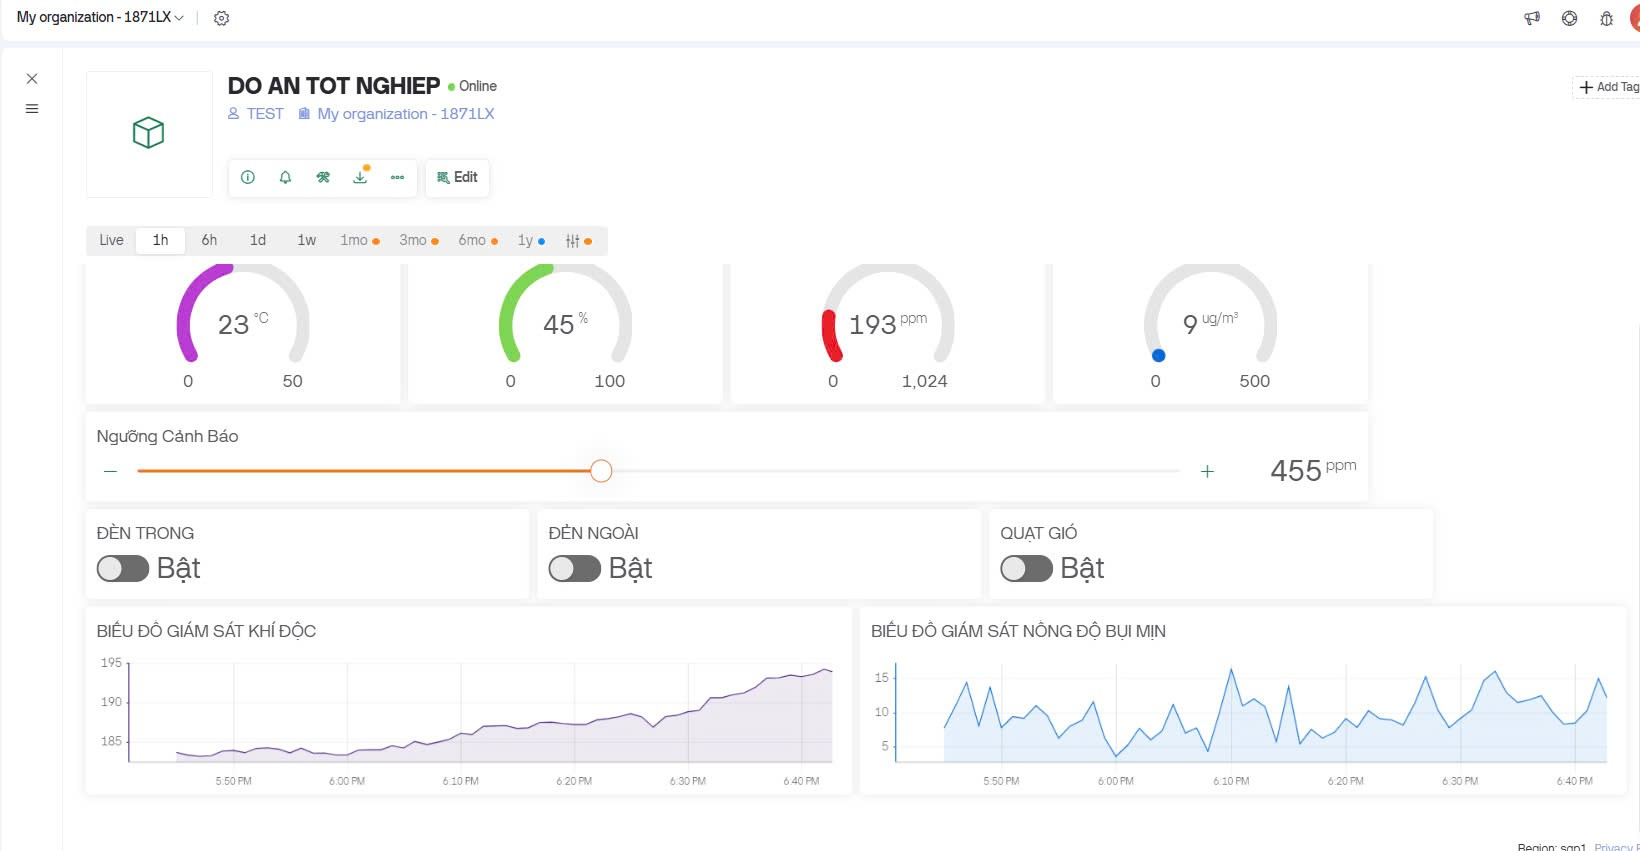 My organization - 1871LX
DO AN TOT NGHIEP Online
TEST My organization - 1871LX
Add Tag
Edit
Live 1h 6h 1d 1w 1mo 3mo 6mo 1y
23 °C
0 50
45 %
0 100
193 ppm
0 1,024
9 ug/m³
0 500
Ngưỡng Cảnh Báo
455 ppm
ĐÈN TRONG
Bật
ĐÈN NGOÀI
Bật
QUẠT GIÓ
Bật
BIỂU ĐỒ GIÁM SÁT KHÍ ĐỘC
195
190
185
5:50 PM 6:00 PM 6:10 PM 6:20 PM 6:30 PM 6:40 PM
BIỂU ĐỒ GIÁM SÁT NỒNG ĐỘ BỤI MỊN
15
10
5
5:50 PM 6:00 PM 6:10 PM 6:20 PM 6:30 PM 6:40 PM
Region: sgp1 Privacy